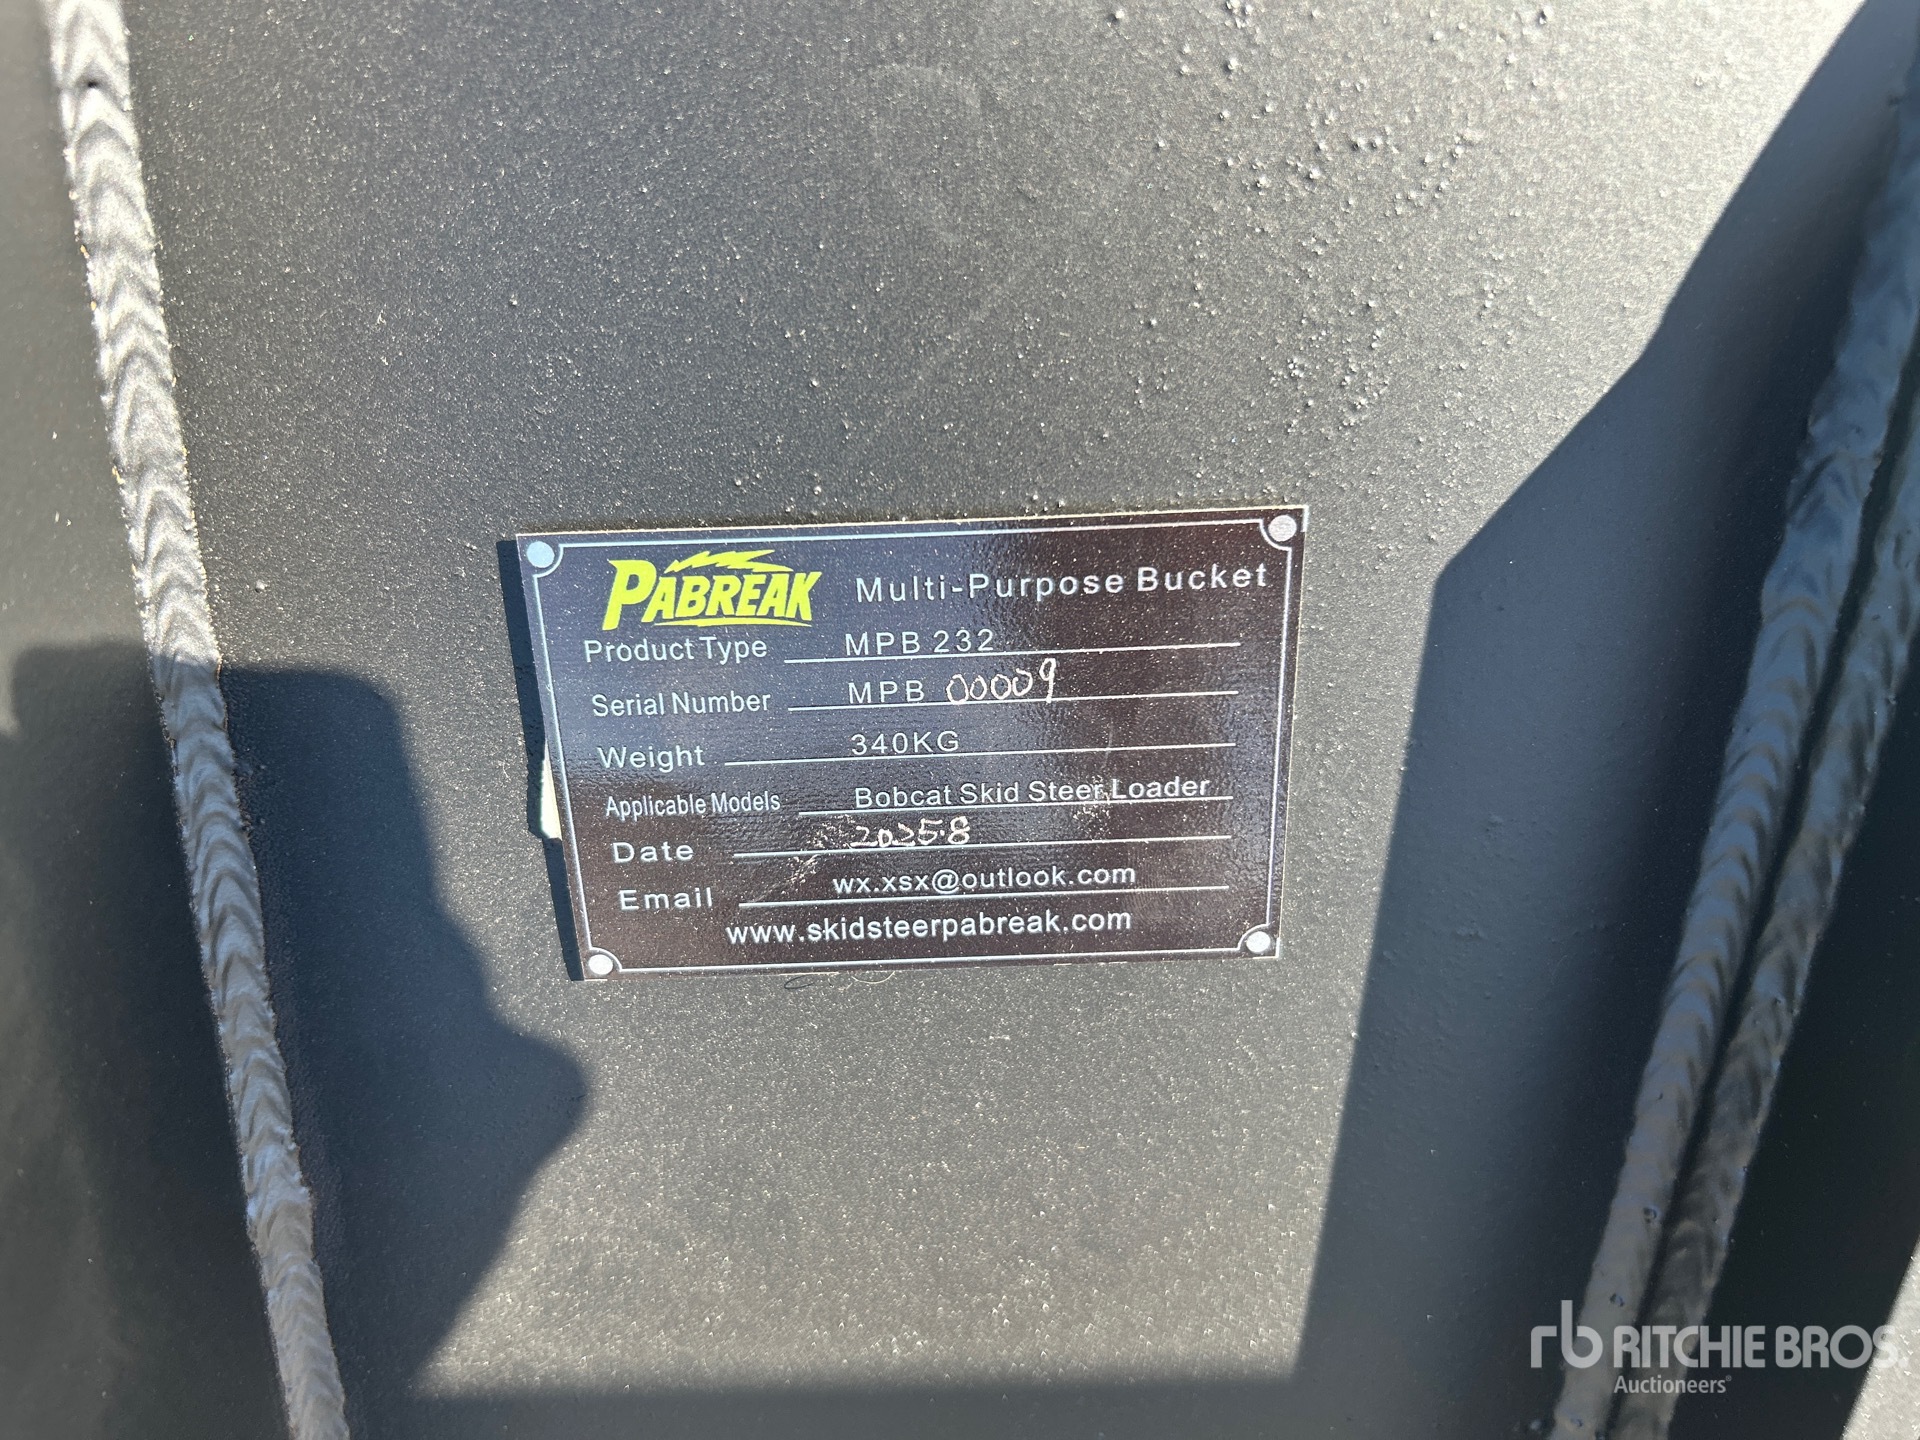 PABREAK Multi-Purpose Bucket
Product Type MPB 232
Serial Number MPB 00009
Weight 340KG
Applicable Models Bobcat Skid Steer Loader
Date 2025.8
Email wx.xsx@outlook.com
www.skidsteerpabreak.com
rb RITCHIE BROS.
Auctioneers®